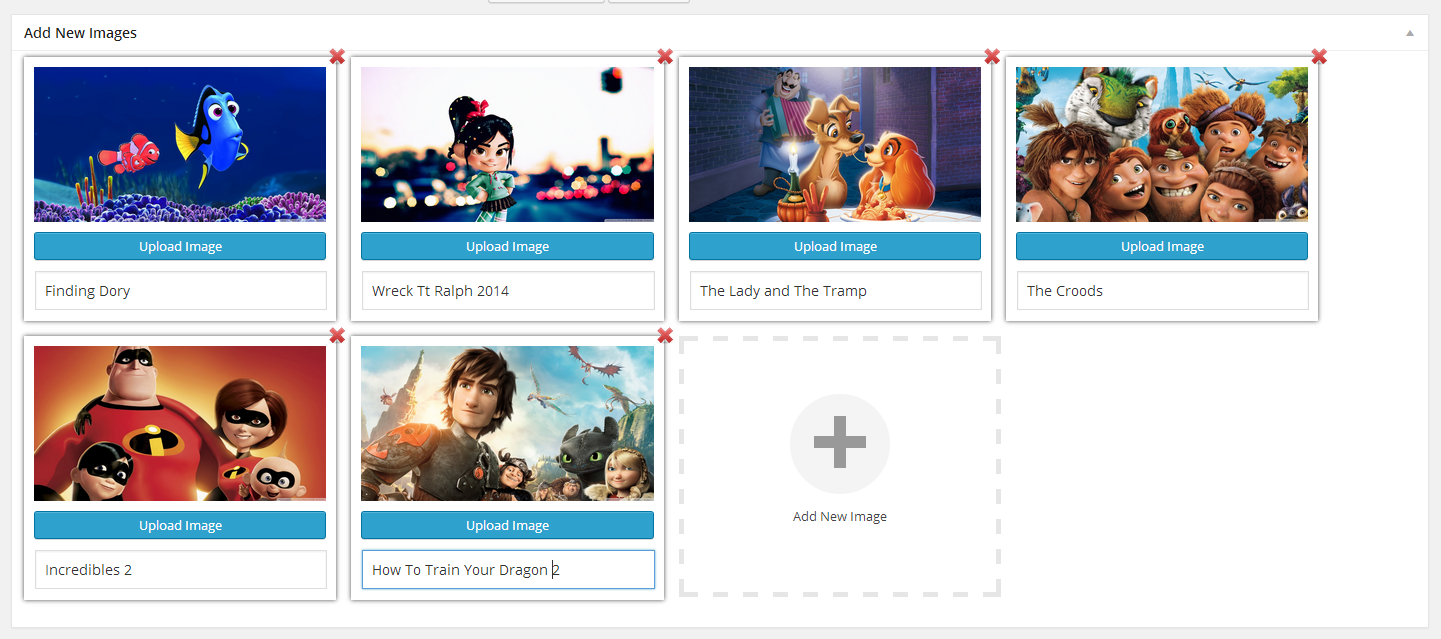 Add New Images
Upload Image
Upload Image
Upload Image
Upload Image
Finding Dory
Wreck Tt Ralph 2014
The Lady and The Tramp
The Croods
Upload Image
Upload Image
Add New Image
Incredibles 2
How To Train Your Dragon 2